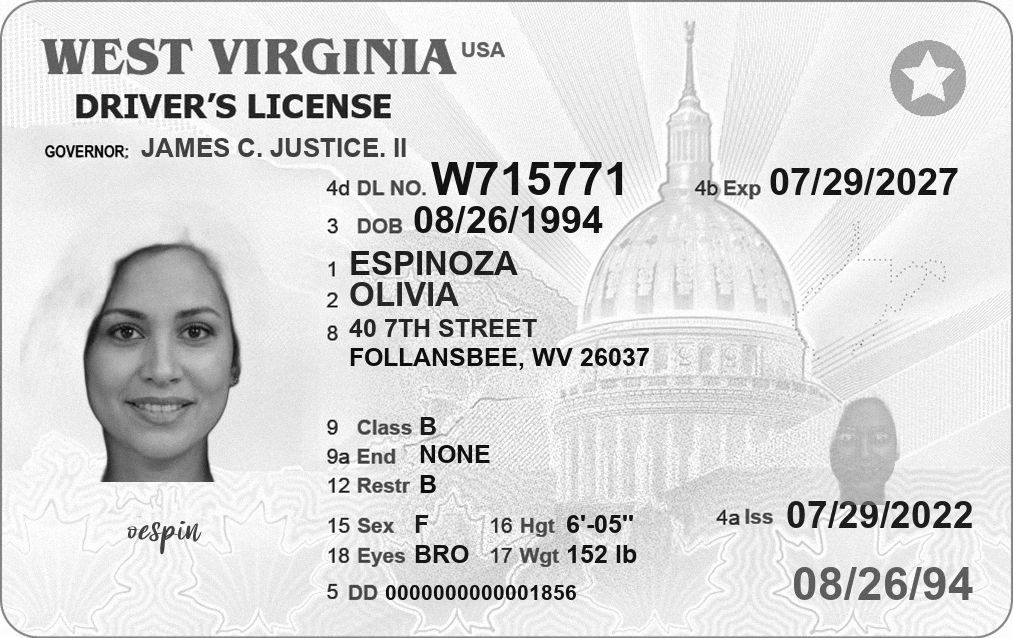 WEST VIRGINIA USA
DRIVER'S LICENSE
GOVERNOR: JAMES C. JUSTICE. II
4d DL NO. W715771 4b Exp 07/29/2027
3 DOB 08/26/1994
1 ESPINOZA
2 OLIVIA
8 40 7TH STREET
FOLLANSBEE, WV 26037
9 Class B
9a End NONE
12 Restr B
15 Sex F 16 Hgt 6'-05"
4a Iss 07/29/2022
18 Eyes BRO 17 Wgt 152 lb
5 DD 0000000000001856
oespin
08/26/94